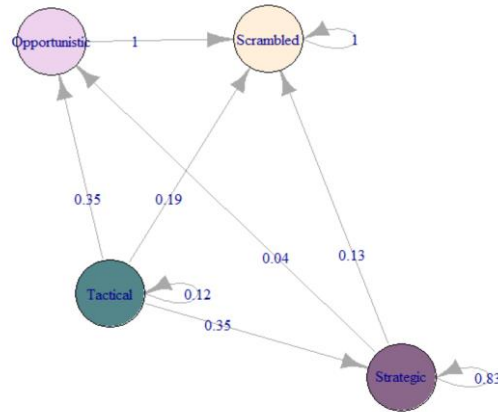 Opportunistic
Scrambled
1
1
0.35
0.19
0.04
0.13
Tactical
0.12
0.35
Strategic
0.83